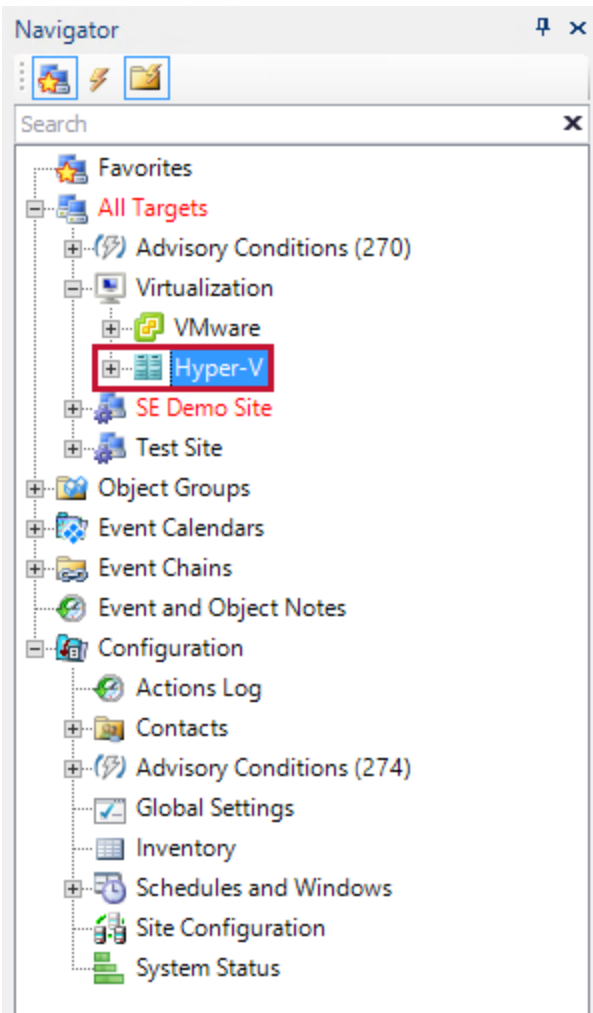 Navigator
Search
Favorites
All Targets
Advisory Conditions (270)
Virtualization
VMware
Hyper-V
SE Demo Site
Test Site
Object Groups
Event Calendars
Event Chains
Event and Object Notes
Configuration
Actions Log
Contacts
Advisory Conditions (274)
Global Settings
Inventory
Schedules and Windows
Site Configuration
System Status